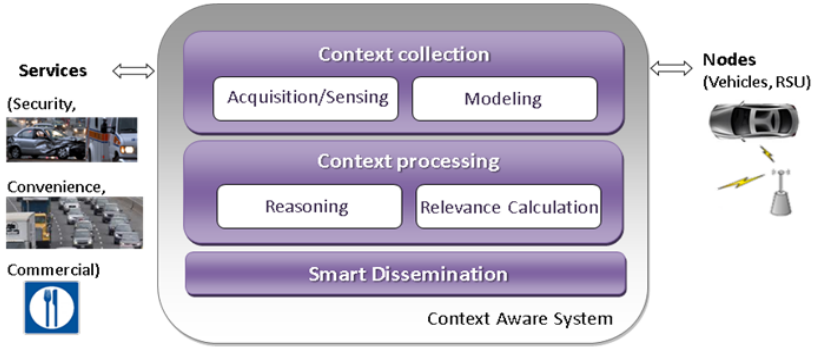 Services
(Security,
Convenience,
Commercial)
Context collection
Acquisition/Sensing
Modeling
Context processing
Reasoning
Relevance Calculation
Smart Dissemination
Context Aware System
Nodes
(Vehicles, RSU)